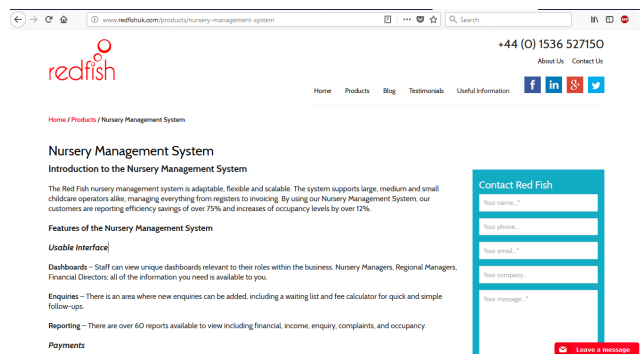 www.redfishuk.com/products/nursery-management-system
Search
redfish
+44 (0) 1536 527150
About Us Contact Us
Home Products Blog Testimonials Useful Information
Home / Products / Nursery Management System
Nursery Management System
Introduction to the Nursery Management System
The Red Fish nursery management system is adaptable, flexible and scalable. The system supports large, medium and small
childcare operators alike, managing everything from registers to invoicing. By using our Nursery Management System, our
customers are reporting efficiency savings of over 75% and increases of occupancy levels by over 12%.
Features of the Nursery Management System
Usable Interface
Dashboards – Staff can view unique dashboards relevant to their roles within the business. Nursery Managers, Regional Managers,
Financial Directors; all of the information you need is available to you.
Enquiries – There is an area where new enquiries can be added, including a waiting list and fee calculator for quick and simple
follow-ups.
Reporting – There are over 60 reports available to view including financial, income, enquiry, complaints, and occupancy.
Payments
Contact Red Fish
Your name...*
Your phone...
Your email...*
Your company...
Your message...*
Leave a message